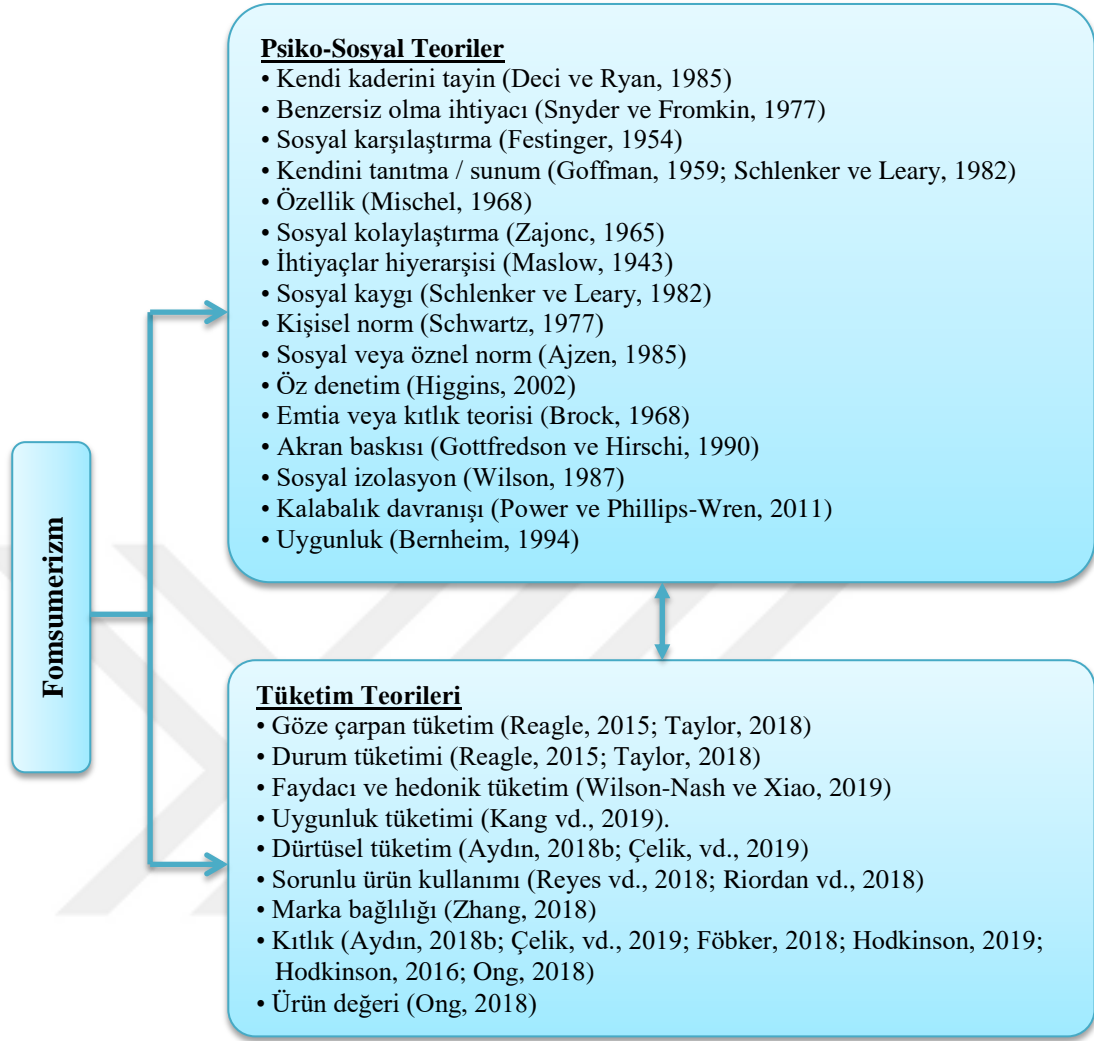 Fomsumerizm
Psiko-Sosyal Teoriler
• Kendi kaderini tayin (Deci ve Ryan, 1985)
• Benzersiz olma ihtiyacı (Snyder ve Fromkin, 1977)
• Sosyal karşılaştırma (Festinger, 1954)
• Kendini tanıtma / sunum (Goffman, 1959; Schlenker ve Leary, 1982)
• Özellik (Mischel, 1968)
• Sosyal kolaylaştırma (Zajonc, 1965)
• İhtiyaçlar hiyerarşisi (Maslow, 1943)
• Sosyal kaygı (Schlenker ve Leary, 1982)
• Kişisel norm (Schwartz, 1977)
• Sosyal veya öznel norm (Ajzen, 1985)
• Öz denetim (Higgins, 2002)
• Emtia veya kıtlık teorisi (Brock, 1968)
• Akran baskısı (Gottfredson ve Hirschi, 1990)
• Sosyal izolasyon (Wilson, 1987)
• Kalabalık davranışı (Power ve Phillips-Wren, 2011)
• Uygunluk (Bernheim, 1994)
Tüketim Teorileri
• Göze çarpan tüketim (Reagle, 2015; Taylor, 2018)
• Durum tüketimi (Reagle, 2015; Taylor, 2018)
• Faydacı ve hedonik tüketim (Wilson-Nash ve Xiao, 2019)
• Uygunluk tüketimi (Kang vd., 2019).
• Dürtüsel tüketim (Aydın, 2018b; Çelik, vd., 2019)
• Sorunlu ürün kullanımı (Reyes vd., 2018; Riordan vd., 2018)
• Marka bağlılığı (Zhang, 2018)
• Kıtlık (Aydın, 2018b; Çelik, vd., 2019; Föbker, 2018; Hodkinson, 2019;
Hodkinson, 2016; Ong, 2018)
• Ürün değeri (Ong, 2018)